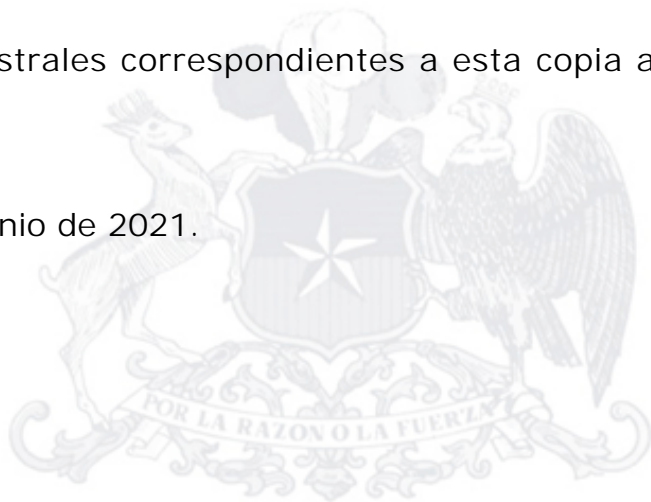 strales correspondientes a esta copia a
nio de 2021.
POR LA RAZON O LA FUERZA